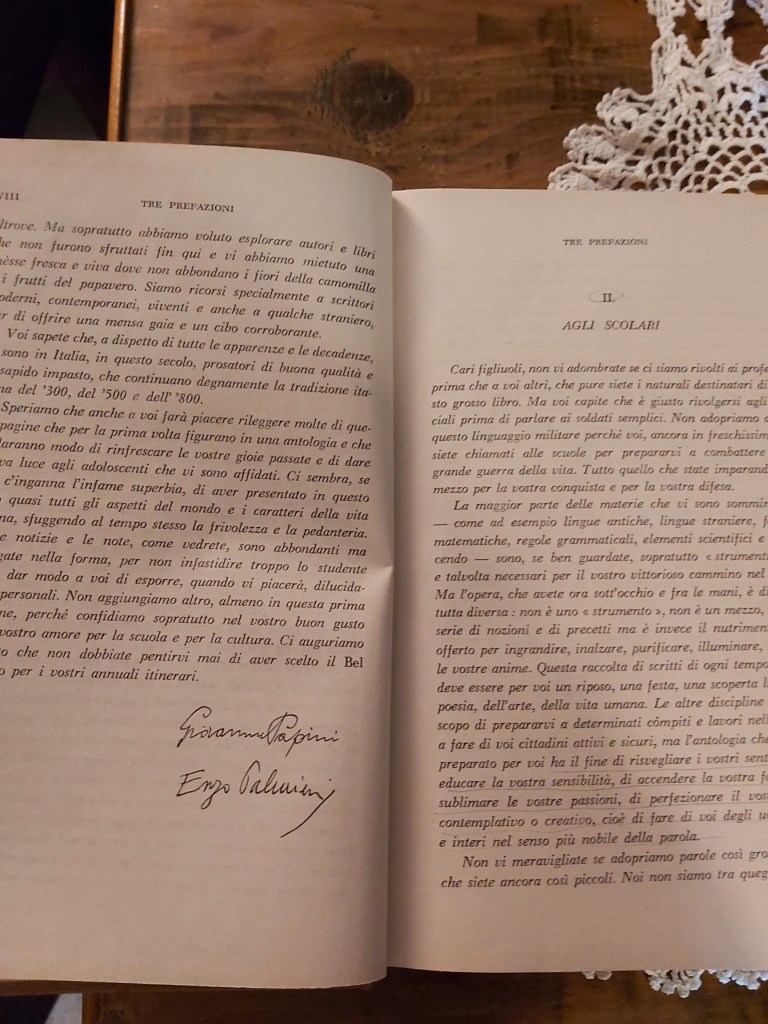 VIII
TRE PREFAZIONI
ltrove. Ma sopratutto abbiamo voluto esplorare autori e libri
he non furono sfruttati fin qui e vi abbiamo mietuto una
mèsse fresca e viva dove non abbondano i fiori della camomilla
i frutti del papavero. Siamo ricorsi specialmente a scrittori
oderni, contemporanei, viventi e anche a qualche straniero,
er di offrire una mensa gaia e un cibo corroborante.
Voi sapete che, a dispetto di tutte le apparenze e le decadenze,
sono in Italia, in questo secolo, prosatori di buona qualità e
sapido impasto, che continuano degnamente la tradizione ita-
na del '300, del '500 e dell' '800.
Speriamo che anche a voi farà piacere rileggere molte di que-
pagine che per la prima volta figurano in una antologia e che
daranno modo di rinfrescare le vostre gioie passate e di dare
va luce agli adolescenti che vi sono affidati. Ci sembra, se
c'inganna l'infame superbia, di aver presentato in questo
quasi tutti gli aspetti del mondo e i caratteri della vita
na, sfuggendo al tempo stesso la frivolezza e la pedanteria.
e notizie e le note, come vedrete, sono abbondanti ma
gate nella forma, per non infastidire troppo lo studente
dar modo a voi di esporre, quando vi piacerà, dilucida-
personali. Non aggiungiamo altro, almeno in questa prima
ne, perché confidiamo sopratutto nel vostro buon gusto
vostro amore per la scuola e per la cultura. Ci auguriamo
to che non dobbiate pentirvi mai di aver scelto il Bel
o per i vostri annuali itinerari.
Giovanni Papini
Enzo Palmieri
TRE PREFAZIONI
II.
AGLI SCOLARI
Cari figliuoli, non vi adombrate se ci siamo rivolti ai profe
prima che a voi altri, che pure siete i naturali destinatari di
sto grosso libro. Ma voi capite che è giusto rivolgersi agli
ciali prima di parlare ai soldati semplici. Non adopriamo a
questo linguaggio militare perché voi, ancora in freschissim
siete chiamati alle scuole per prepararvi a combattere
grande guerra della vita. Tutto quello che state imparand
mezzo per la vostra conquista e per la vostra difesa.
La maggior parte delle materie che vi sono sommin
— come ad esempio lingue antiche, lingue straniere, f
matematiche, regole grammaticali, elementi scientifici e
cendo — sono, se ben guardate, sopratutto « strumenti
e talvolta necessari per il vostro vittorioso cammino nel
Ma l'opera, che avete ora sott'occhio e fra le mani, è di
tutta diversa : non è uno « strumento », non è un mezzo,
serie di nozioni e di precetti ma è invece il nutriment
offerto per ingrandire, inalzare, purificare, illuminare,
le vostre anime. Questa raccolta di scritti di ogni tempo
deve essere per voi un riposo, una festa, una scoperta l
poesia, dell'arte, della vita umana. Le altre discipline
scopo di prepararvi a determinati cómpiti e lavori nell
a fare di voi cittadini attivi e sicuri, ma l'antologia che
preparato per voi ha il fine di risvegliare i vostri sent
educare la vostra sensibilità, di accendere la vostra fa
sublimare le vostre passioni, di perfezionare il vos
contemplativo o creativo, cioè di fare di voi degli u
e interi nel senso più nobile della parola.
Non vi meravigliate se adopriamo parole così gro
che siete ancora così piccoli. Noi non siamo tra queg